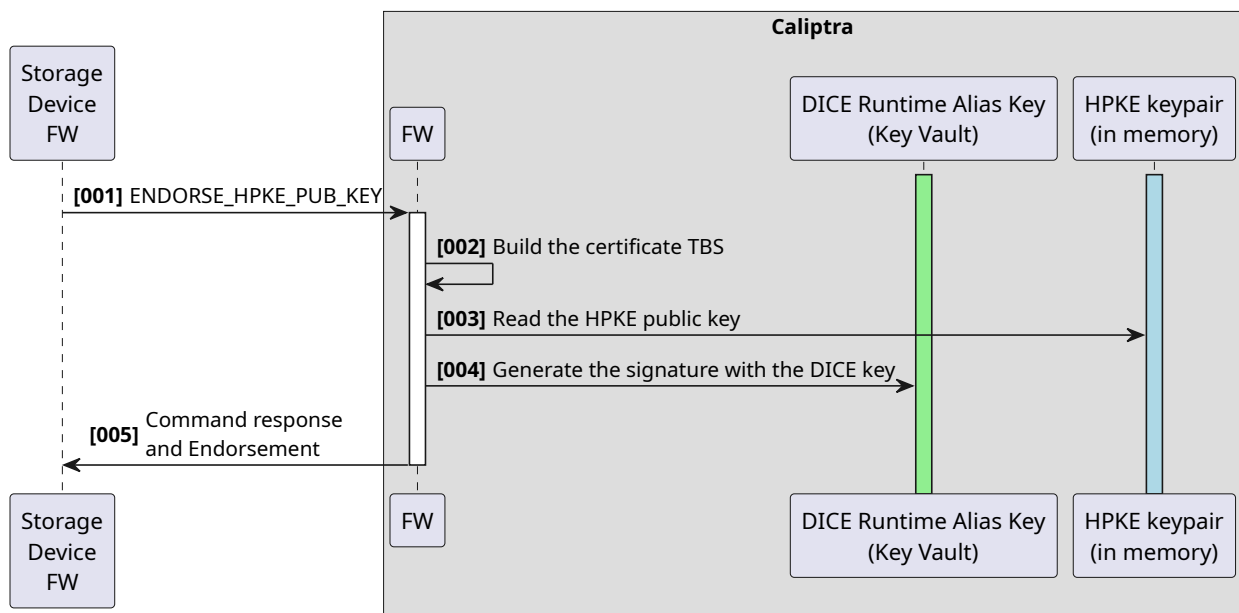 Caliptra
Storage
Device
FW
FW
DICE Runtime Alias Key
(Key Vault)
HPKE keypair
(in memory)
[001] ENDORSE_HPKE_PUB_KEY
[002] Build the certificate TBS
[003] Read the HPKE public key
[004] Generate the signature with the DICE key
[005] Command response
and Endorsement
Storage
Device
FW
FW
DICE Runtime Alias Key
(Key Vault)
HPKE keypair
(in memory)